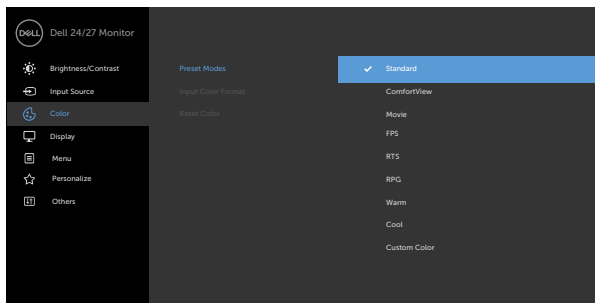 DELL Dell 24/27 Monitor
Brightness/Contrast Preset Modes Standard
Input Source Input Color Format ComfortView
Color Reset Color Movie
Display FPS
Menu RTS
Personalize RPG
Others Warm
Cool
Custom Color